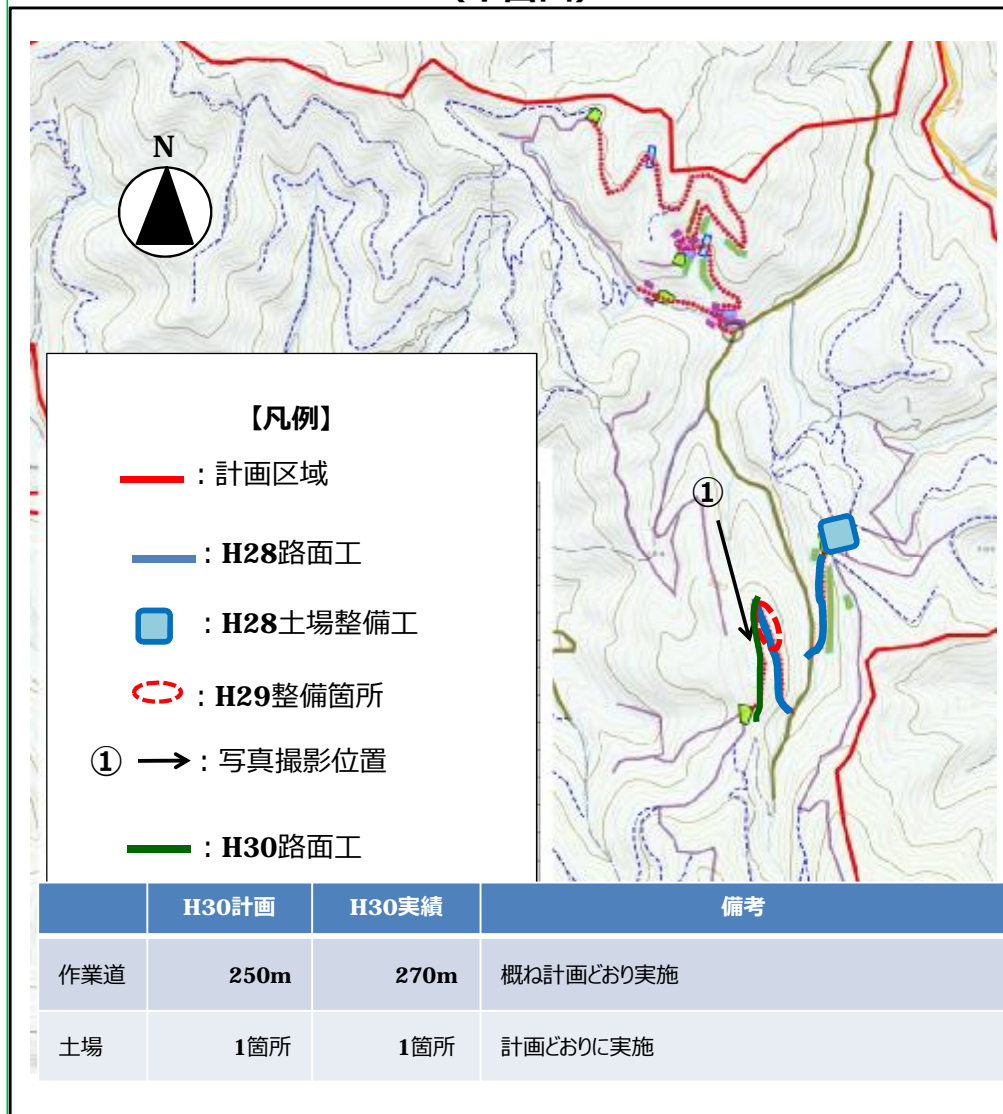 N
①
【凡例】
：計画区域
：H28路面工
：H28土場整備工
：H29整備箇所
① ：写真撮影位置
：H30路面工
H30計画 H30実績 備考
作業道 250m 270m 概ね計画どおり実施
土場 1箇所 1箇所 計画どおりに実施